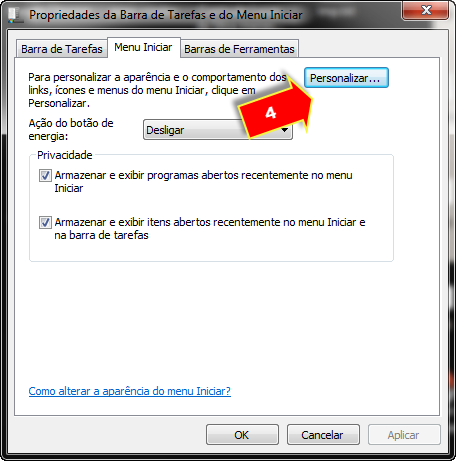 Propriedades da Barra de Tarefas e do Menu Iniciar
Barra de Tarefas
Menu Iniciar
Barras de Ferramentas
Para personalizar a aparência e o comportamento dos
links, ícones e menus do menu Iniciar, clique em
Personalizar.
Personalizar...
4
Ação do botão de
energia:
Desligar
Privacidade
Armazenar e exibir programas abertos recentemente no menu
Iniciar
Armazenar e exibir itens abertos recentemente no menu Iniciar e
na barra de tarefas
Como alterar a aparência do menu Iniciar?
OK
Cancelar
Aplicar